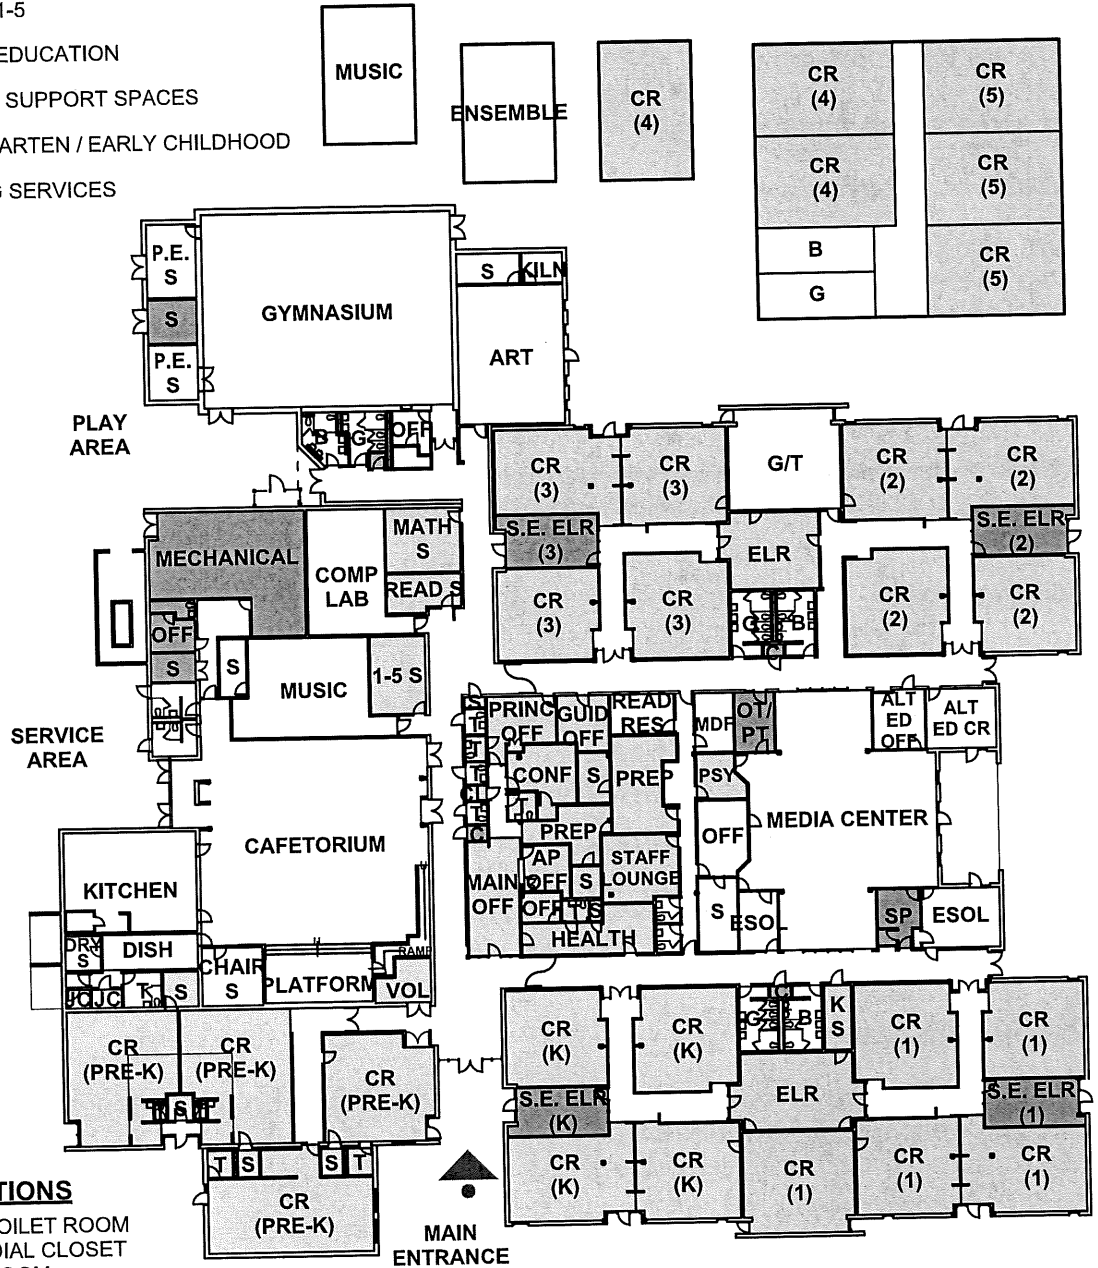 1-5
EDUCATION
SUPPORT SPACES
ARTEN / EARLY CHILDHOOD
SERVICES
MUSIC
ENSEMBLE
CR
(4)
CR
(4)
CR
(5)
CR
(4)
CR
(5)
B
G
CR
(5)
P.E.
S
S
P.E.
S
GYMNASIUM
S
KILN
ART
PLAY
AREA
B
G
OFF
CR
(3)
CR
(3)
G/T
CR
(2)
CR
(2)
S.E. ELR
(3)
ELR
S.E. ELR
(2)
CR
(3)
CR
(3)
G
B
C
CR
(2)
CR
(2)
MECHANICAL
COMP
LAB
MATH
S
READ S
OFF
S
S
MUSIC
1-5 S
SERVICE
AREA
CAFETORIUM
KITCHEN
DRY
S
DISH
JC
JC
T
S
CHAIR
S
PLATFORM
RAMP
VOL
S
T
T
T
CL
T
C
PRINC
OFF
GUID
OFF
READ
RES
CONF
S
PREP
T
PREP
MAIN
OFF
AP
OFF
S
STAFF
LOUNGE
OFF
T
S
HEALTH
MDF
OT/
PT
PSY
OFF
S
ESO
MEDIA CENTER
ALT
ED
OFF
ALT
ED CR
SP
ESOL
CR
(PRE-K)
CR
(PRE-K)
S
CR
(PRE-K)
T
S
S
T
CR
(PRE-K)
CR
(K)
CR
(K)
C
G
B
K
S
CR
(1)
CR
(1)
S.E. ELR
(K)
ELR
S.E. ELR
(1)
CR
(K)
CR
(K)
CR
(1)
CR
(1)
CR
(1)
MAIN
ENTRANCE
TIONS
OILET ROOM
DIAL CLOSET